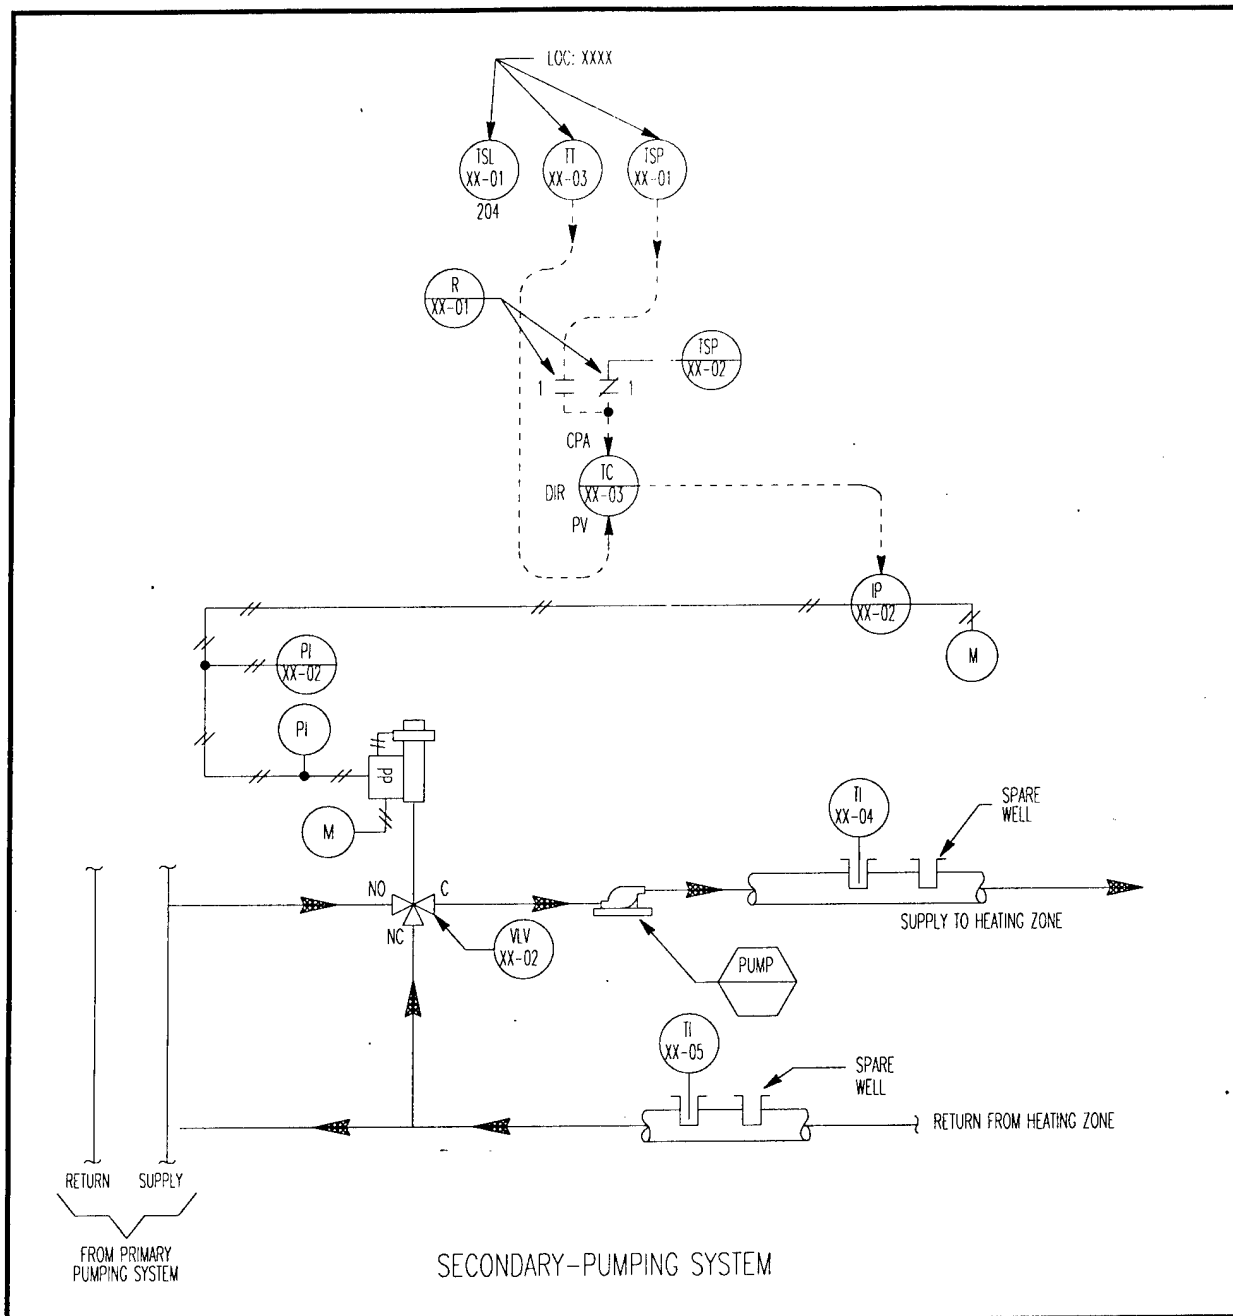 LOC: XXXX
TSL
XX-01
204
TT
XX-03
TSP
XX-01
R
XX-01
TSP
XX-02
1
1
CPA
TC
XX-03
DIR
PV
IP
XX-02
M
PI
XX-02
PI
PP
M
TI
XX-04
SPARE
WELL
NO
C
NC
VLV
XX-02
SUPPLY TO HEATING ZONE
PUMP
TI
XX-05
SPARE
WELL
RETURN FROM HEATING ZONE
RETURN
SUPPLY
FROM PRIMARY
PUMPING SYSTEM
SECONDARY-PUMPING SYSTEM